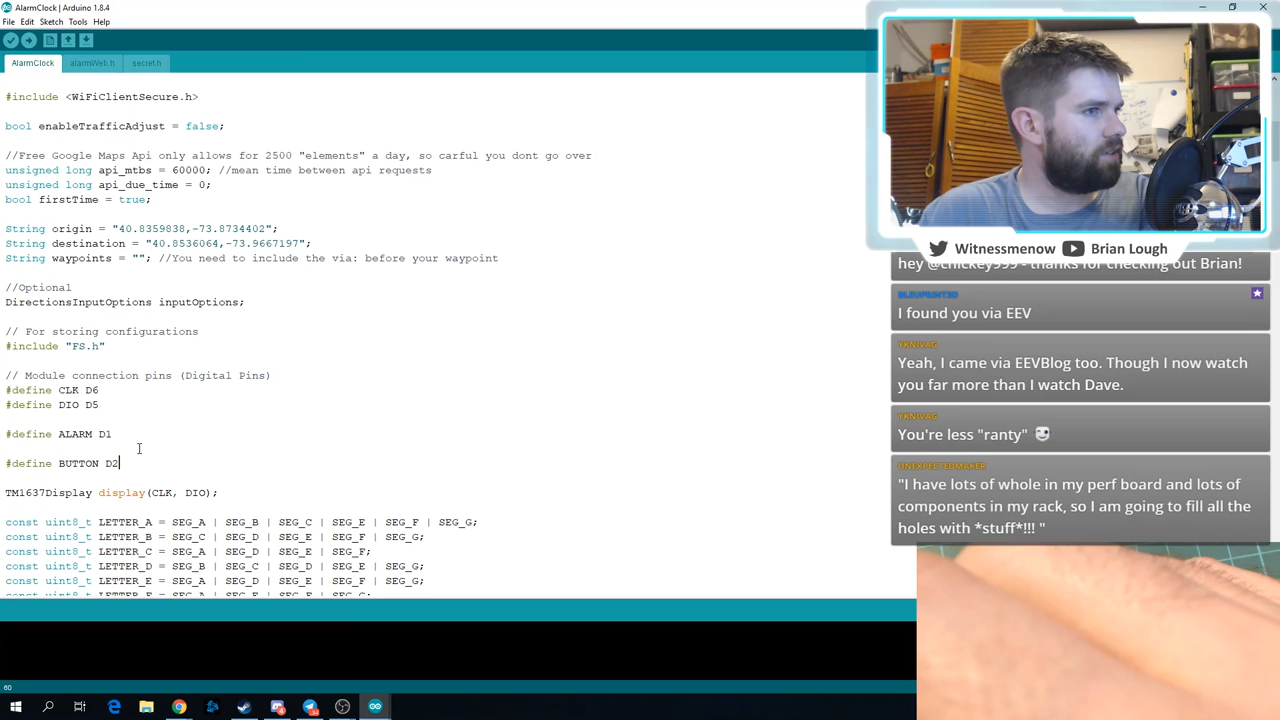 AlarmClock | Arduino 1.8.4
File Edit Sketch Tools Help
AlarmClock alarmWeb.h secret.h
#include <WiFiClientSecure.h>
bool enableTrafficAdjust = false;
//Free Google Maps Api only allows for 2500 "elements" a day, so carful you dont go over
unsigned long api_mtbs = 60000; //mean time between api requests
unsigned long api_due_time = 0;
bool firstTime = true;
String origin = "40.8359838,-73.8734402";
String destination = "40.8536064,-73.9667197";
String waypoints = ""; //You need to include the via: before your waypoint
//Optional
DirectionsInputOptions inputOptions;
// For storing configurations
#include "FS.h"
// Module connection pins (Digital Pins)
#define CLK D6
#define DIO D5
#define ALARM D1
#define BUTTON D2
TM1637Display display(CLK, DIO);
const uint8_t LETTER_A = SEG_A | SEG_B | SEG_C | SEG_E | SEG_F | SEG_G;
const uint8_t LETTER_B = SEG_C | SEG_D | SEG_E | SEG_F | SEG_G;
const uint8_t LETTER_C = SEG_A | SEG_D | SEG_E | SEG_F;
const uint8_t LETTER_D = SEG_B | SEG_C | SEG_D | SEG_E | SEG_G;
const uint8_t LETTER_E = SEG_A | SEG_D | SEG_E | SEG_F | SEG_G;
const uint8_t LETTER_F = SEG_A | SEG_E | SEG_F | SEG_G;
60
Witnessmenow Brian Lough
hey @chickey999 - thanks for checking out Brian!
BLEUPRINT3D
I found you via EEV
YKNIVAG
Yeah, I came via EEVBlog too. Though I now watch
you far more than I watch Dave.
YKNIVAG
You're less "ranty"
UNEXPECTEDMAKER
"I have lots of whole in my perf board and lots of
components in my rack, so I am going to fill all the
holes with *stuff*!!! "